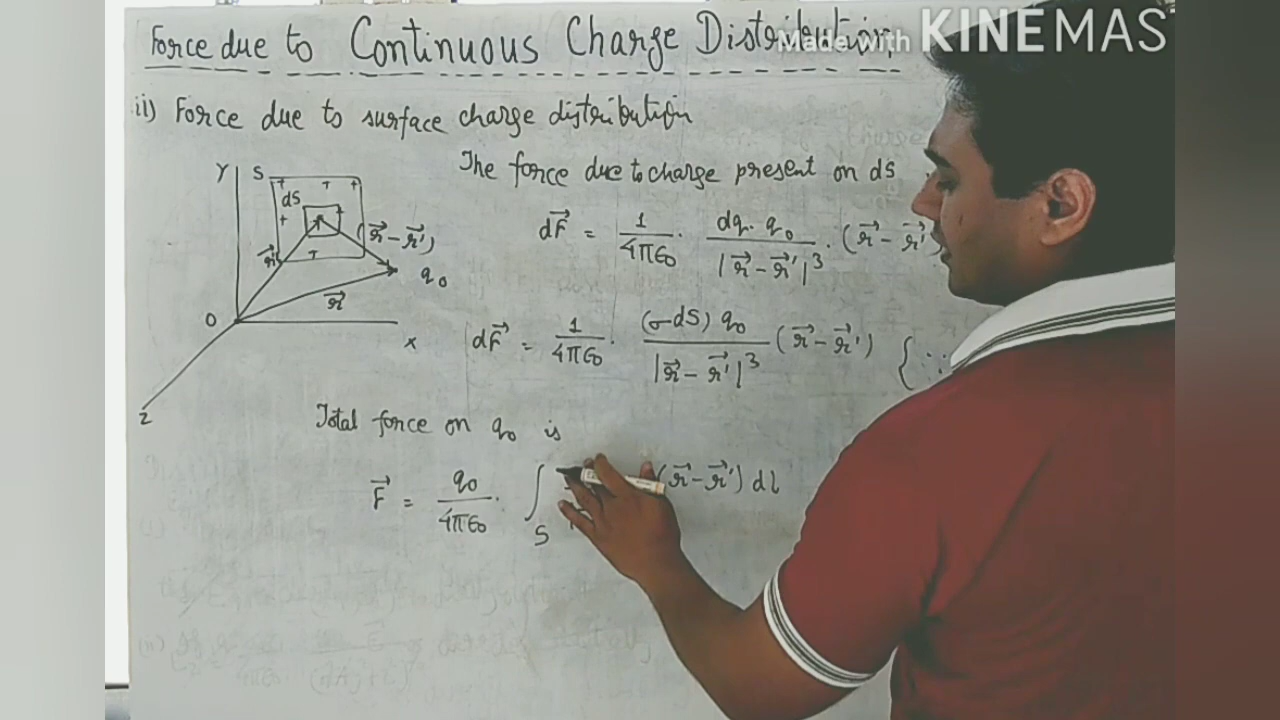 Force due to Continuous Charge Distribution
Made with KINEMAS
ii) Force due to surface charge distribution
The force due to charge present on ds
Y S + + +
dS
+ +
r⃗' (r⃗ - r⃗')
+
q₀
r⃗
O
X
Z
dF⃗ = 1/4πε₀ · dq · q₀/|r⃗ - r⃗'|³ · (r⃗ - r⃗')
dF⃗ = 1/4πε₀ · (σdS) q₀/|r⃗ - r⃗'|³ (r⃗ - r⃗') { ∵
Total force on q₀ is
F⃗ = q₀/4πε₀ · ∫S (r⃗ - r⃗') dl